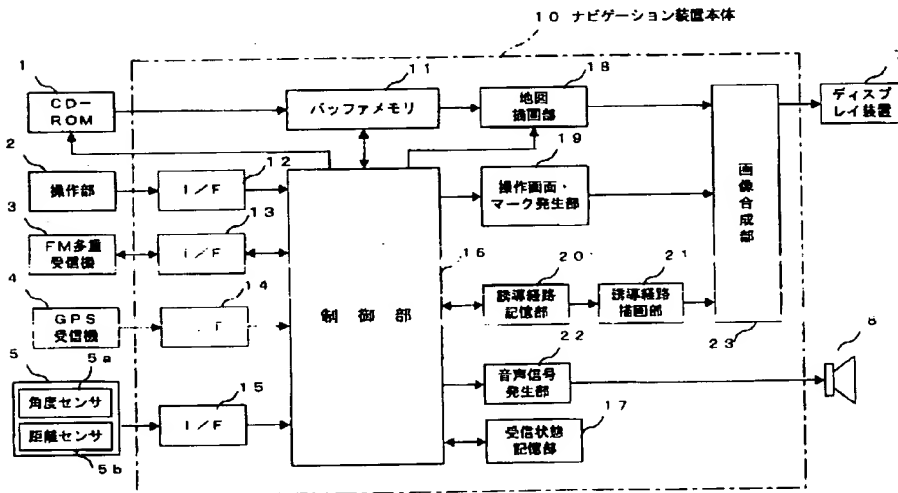 10 ナビゲーション装置本体
1
CD-
ROM
11
バッファメモリ
18
地図
描画部
ディスプ
レイ装置
2
操作部
12
I/F
19
操作画面・
マーク発生部
画像合成部
3
FM多重
受信機
13
I/F
16
制御部
20
誘導経路
記憶部
21
誘導経路
描画部
23
4
GPS
受信機
14
F
22
音声信号
発生部
8
5
5a
角度センサ
距離センサ
5b
15
I/F
17
受信状態
記憶部